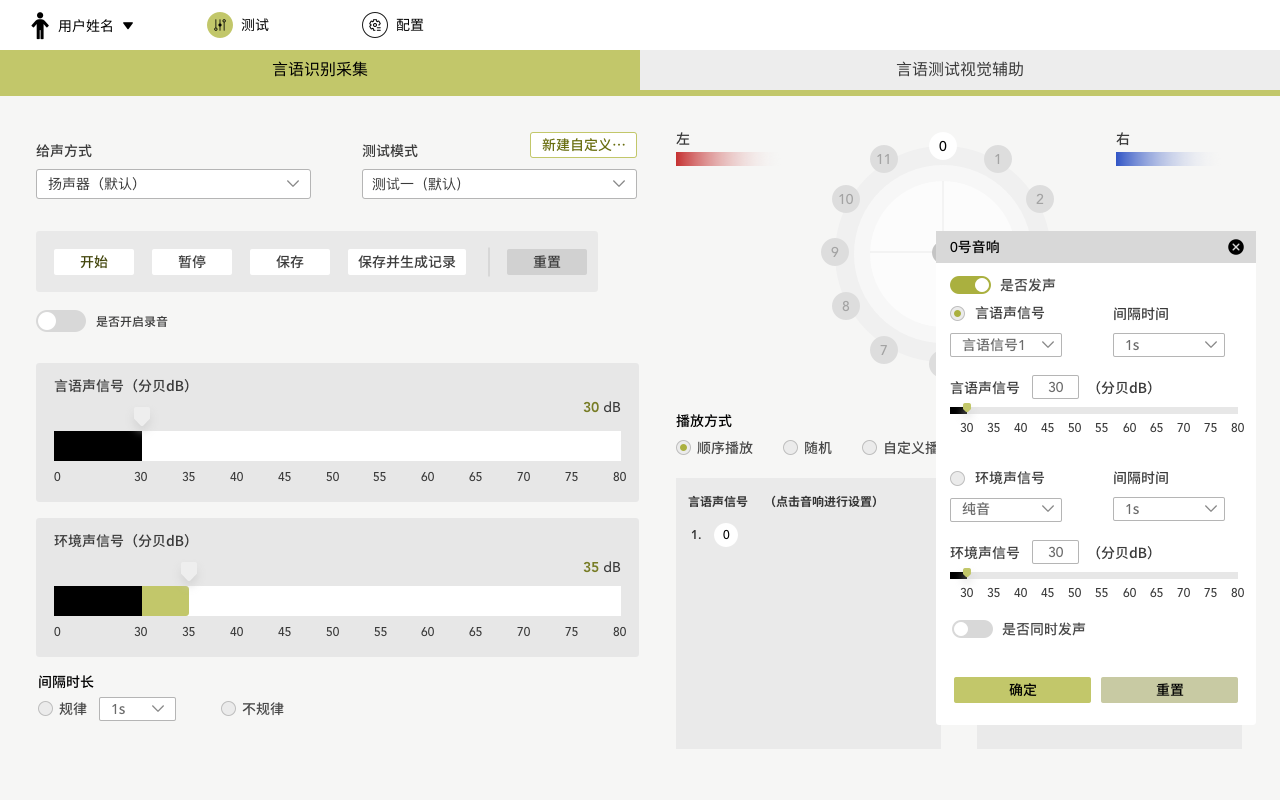 用户姓名
测试
配置
言语识别采集
言语测试视觉辅助
给声方式
扬声器（默认）
测试模式
新建自定义…
测试一（默认）
开始
暂停
保存
保存并生成记录
重置
是否开启录音
言语声信号（分贝dB）
30 dB
0 30 35 40 45 50 55 60 65 70 75 80
环境声信号（分贝dB）
35 dB
0 30 35 40 45 50 55 60 65 70 75 80
间隔时长
规律
1s
不规律
左
右
0
1
2
11
10
9
8
7
播放方式
顺序播放
随机
自定义播
言语声信号 （点击音响进行设置）
1. 0
0号音响
是否发声
言语声信号
间隔时间
言语信号1
1s
言语声信号 30 （分贝dB）
30 35 40 45 50 55 60 65 70 75 80
环境声信号
间隔时间
纯音
1s
环境声信号 30 （分贝dB）
30 35 40 45 50 55 60 65 70 75 80
是否同时发声
确定
重置